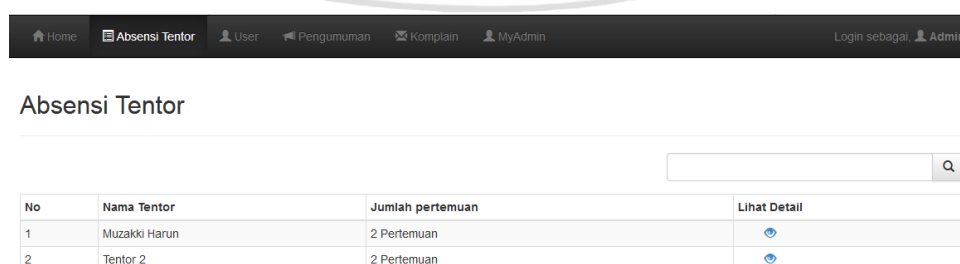 Home Absensi Tentor User Pengumuman Komplain MyAdmin Login sebagai, Admin
Absensi Tentor
No Nama Tentor Jumlah pertemuan Lihat Detail
1 Muzakki Harun 2 Pertemuan
2 Tentor 2 2 Pertemuan